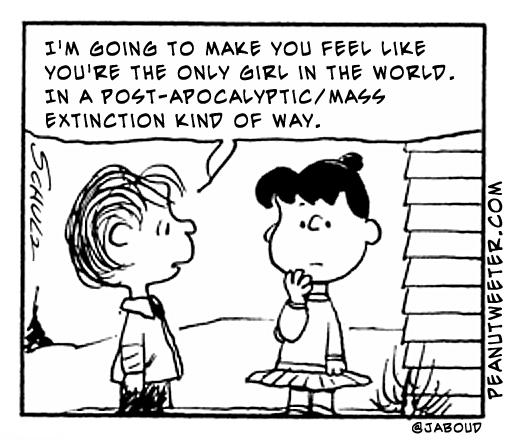 I'M GOING TO MAKE YOU FEEL LIKE
YOU'RE THE ONLY GIRL IN THE WORLD.
IN A POST-APOCALYPTIC/MASS
EXTINCTION KIND OF WAY.
SCHULZ
PEANUTWEETER.COM
@JABOUD